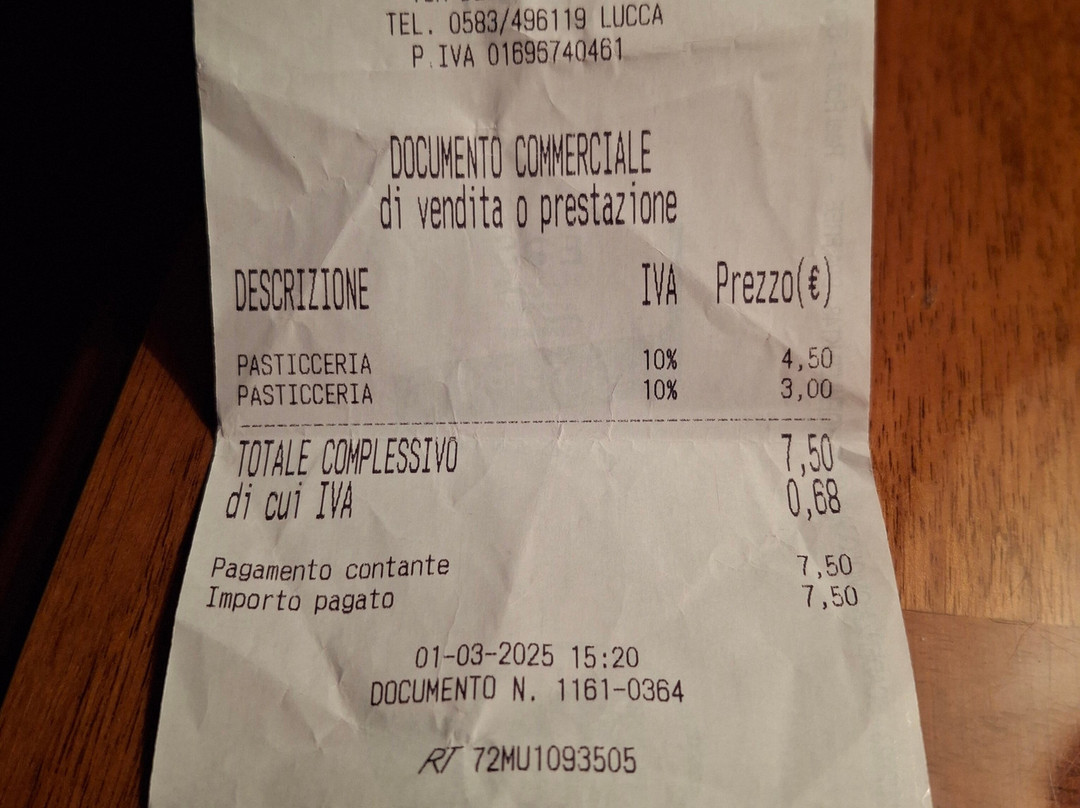 TEL. 0583/496119 LUCCA
P.IVA 01696740461
DOCUMENTO COMMERCIALE
di vendita o prestazione
DESCRIZIONE IVA Prezzo(€)
PASTICCERIA 10% 4,50
PASTICCERIA 10% 3,00
TOTALE COMPLESSIVO 7,50
di cui IVA 0,68
Pagamento contante 7,50
Importo pagato 7,50
01-03-2025 15:20
DOCUMENTO N. 1161-0364
RT 72MU1093505